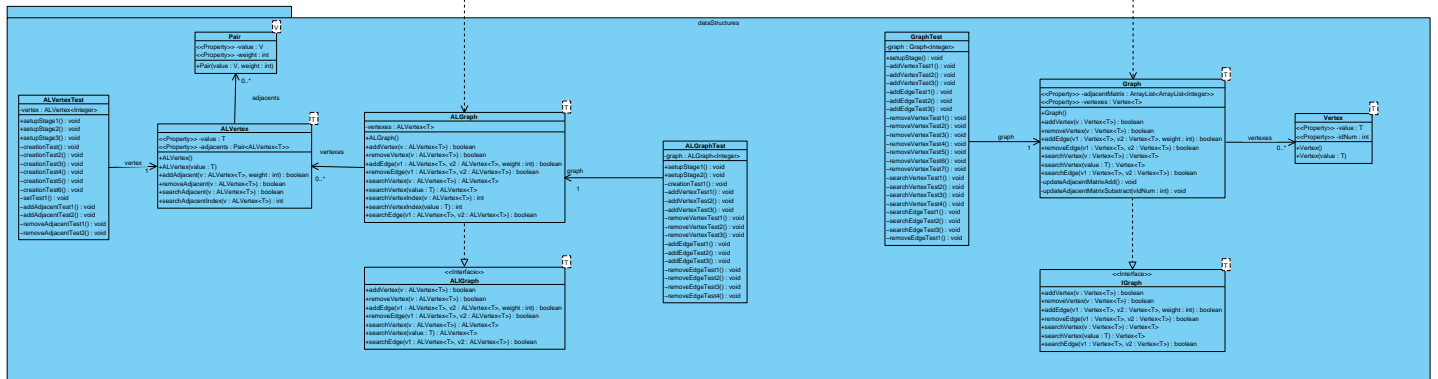 dataStructures
V
Pair
<<Property>> -value : V
<<Property>> -weight : int
+Pair(value : V, weight : int)
0..*
adjacents
ALVertexTest
-vertex : ALVertex<Integer>
+setupStage1() : void
+setupStage2() : void
+setupStage3() : void
~creationTest() : void
~creationTest2() : void
~creationTest3() : void
~creationTest4() : void
~creationTest5() : void
~creationTest6() : void
~setTest1() : void
~addAdjacentTest1() : void
~addAdjacentTest2() : void
~removeAdjacentTest1() : void
~removeAdjacentTest2() : void
vertex
1
T
ALVertex
<<Property>> -value : T
<<Property>> -adjacents : Pair<ALVertex<T>>
+ALVertex()
+ALVertex(value : T)
+addAdjacent(v : ALVertex<T>, weight : int) : boolean
+removeAdjacent(v : ALVertex<T>) : boolean
+searchAdjacent(v : ALVertex<T>) : boolean
+searchAdjacentIndex(v : ALVertex<T>) : int
vertexes
0..*
T
ALGraph
-vertexes : ALVertex<T>
+ALGraph()
+addVertex(v : ALVertex<T>) : boolean
+removeVertex(v : ALVertex<T>) : boolean
+addEdge(v1 : ALVertex<T>, v2 : ALVertex<T>, weight : int) : boolean
+removeEdge(v1 : ALVertex<T>, v2 : ALVertex<T>) : boolean
+searchVertex(v : ALVertex<T>) : ALVertex<T>
+searchVertex(value : T) : ALVertex<T>
+searchVertexIndex(v : ALVertex<T>) : int
+searchVertexIndex(value : T) : int
+searchEdge(v1 : ALVertex<T>, v2 : ALVertex<T>) : boolean
T
<<Interface>>
ALIGraph
+addVertex(v : ALVertex<T>) : boolean
+removeVertex(v : ALVertex<T>) : boolean
+addEdge(v1 : ALVertex<T>, v2 : ALVertex<T>, weight : int) : boolean
+removeEdge(v1 : ALVertex<T>, v2 : ALVertex<T>) : boolean
+searchVertex(v : ALVertex<T>) : ALVertex<T>
+searchVertex(value : T) : ALVertex<T>
+searchEdge(v1 : ALVertex<T>, v2 : ALVertex<T>) : boolean
graph
1
ALGraphTest
-graph : ALGraph<Integer>
+setupStage1() : void
+setupStage2() : void
~creationTest1() : void
~addVertexTest1() : void
~addVertexTest2() : void
~addVertexTest3() : void
~removeVertexTest1() : void
~removeVertexTest2() : void
~removeVertexTest3() : void
~addEdgeTest1() : void
~addEdgeTest2() : void
~addEdgeTest3() : void
~removeEdgeTest1() : void
~removeEdgeTest2() : void
~removeEdgeTest3() : void
~removeEdgeTest4() : void
GraphTest
-graph : Graph<Integer>
+setupStage() : void
~addVertexTest1() : void
~addVertexTest2() : void
~addVertexTest3() : void
~addEdgeTest1() : void
~addEdgeTest2() : void
~addEdgeTest3() : void
~removeVertexTest1() : void
~removeVertexTest2() : void
~removeVertexTest3() : void
~removeVertexTest4() : void
~removeVertexTest5() : void
~removeVertexTest6() : void
~removeVertexTest7() : void
~searchVertexTest1() : void
~searchVertexTest2() : void
~searchVertexTest3() : void
~searchVertexTest4() : void
~searchEdgeTest1() : void
~searchEdgeTest2() : void
~searchEdgeTest3() : void
~removeEdgeTest1() : void
graph
1
T
Graph
<<Property>> -adjacentMatrix : ArrayList<ArrayList<Integer>>
<<Property>> -vertexes : Vertex<T>
+Graph()
+addVertex(v : Vertex<T>) : boolean
+removeVertex(v : Vertex<T>) : boolean
+addEdge(v1 : Vertex<T>, v2 : Vertex<T>, weight : int) : boolean
+removeEdge(v1 : Vertex<T>, v2 : Vertex<T>) : boolean
+searchVertex(v : Vertex<T>) : Vertex<T>
+searchVertex(value : T) : Vertex<T>
+searchEdge(v1 : Vertex<T>, v2 : Vertex<T>) : boolean
-updateAdjacentMatrixAdd() : void
-updateAdjacentMatrixSubstract(vIdNum : int) : void
vertexes
0..*
T
Vertex
<<Property>> -value : T
<<Property>> -idNum : int
+Vertex()
+Vertex(value : T)
T
<<Interface>>
IGraph
+addVertex(v : Vertex<T>) : boolean
+removeVertex(v : Vertex<T>) : boolean
+addEdge(v1 : Vertex<T>, v2 : Vertex<T>, weight : int) : boolean
+removeEdge(v1 : Vertex<T>, v2 : Vertex<T>) : boolean
+searchVertex(v : Vertex<T>) : Vertex<T>
+searchVertex(value : T) : Vertex<T>
+searchEdge(v1 : Vertex<T>, v2 : Vertex<T>) : boolean